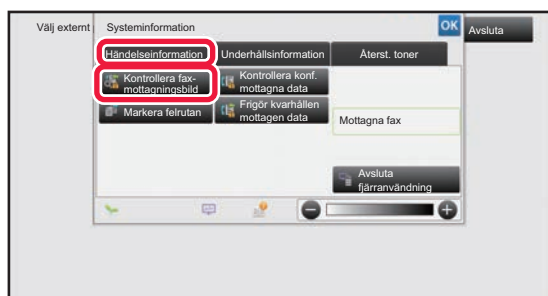 Välj externt
Systeminformation
OK
Avsluta
Händelseinformation
Underhållsinformation
Återst. toner
Kontrollera fax-
mottagningsbild
Kontrollera konf.
mottagna data
Markera felrutan
Frigör kvarhållen
mottagen data
Mottagna fax
Avsluta
fjärranvändning